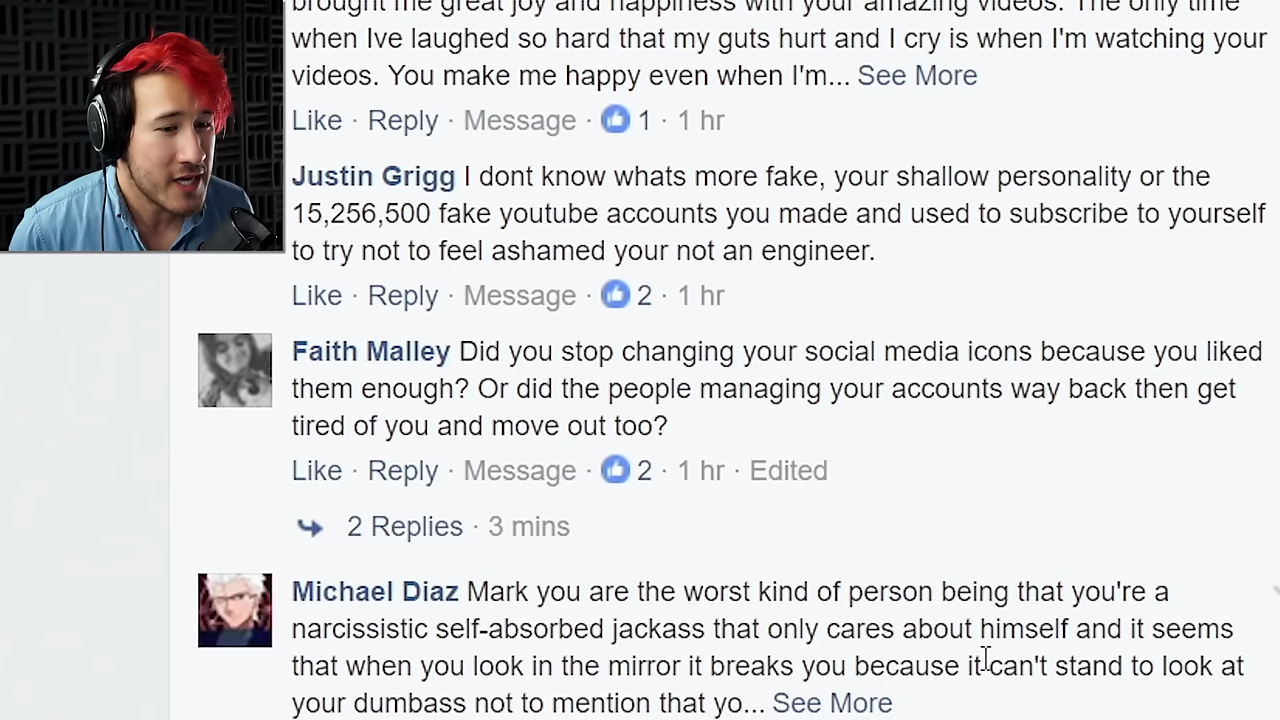 brought me great joy and happiness with your amazing videos. The only time
when Ive laughed so hard that my guts hurt and I cry is when I'm watching your
videos. You make me happy even when I'm... See More
Like · Reply · Message · 1 · 1 hr
Justin Grigg I dont know whats more fake, your shallow personality or the
15,256,500 fake youtube accounts you made and used to subscribe to yourself
to try not to feel ashamed your not an engineer.
Like · Reply · Message · 2 · 1 hr
Faith Malley Did you stop changing your social media icons because you liked
them enough? Or did the people managing your accounts way back then get
tired of you and move out too?
Like · Reply · Message · 2 · 1 hr · Edited
2 Replies · 3 mins
Michael Diaz Mark you are the worst kind of person being that you're a
narcissistic self-absorbed jackass that only cares about himself and it seems
that when you look in the mirror it breaks you because it can't stand to look at
your dumbass not to mention that yo... See More